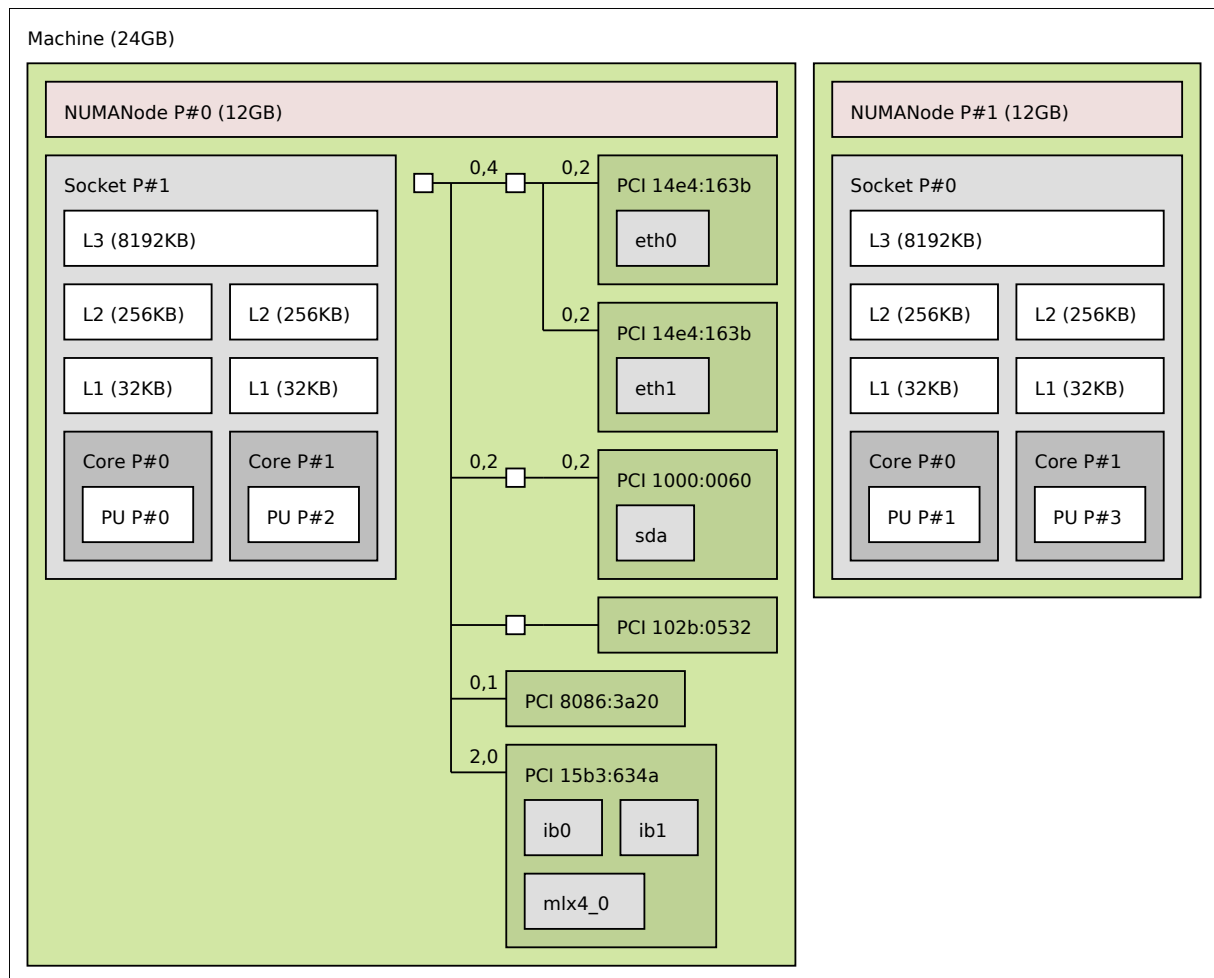 Machine (24GB)
NUMANode P#0 (12GB)
Socket P#1
L3 (8192KB)
L2 (256KB) L2 (256KB)
L1 (32KB) L1 (32KB)
Core P#0 Core P#1
PU P#0 PU P#2
0,4 0,2 PCI 14e4:163b
eth0
0,2 PCI 14e4:163b
eth1
0,2 0,2 PCI 1000:0060
sda
PCI 102b:0532
0,1 PCI 8086:3a20
2,0 PCI 15b3:634a
ib0 ib1
mlx4_0
NUMANode P#1 (12GB)
Socket P#0
L3 (8192KB)
L2 (256KB) L2 (256KB)
L1 (32KB) L1 (32KB)
Core P#0 Core P#1
PU P#1 PU P#3